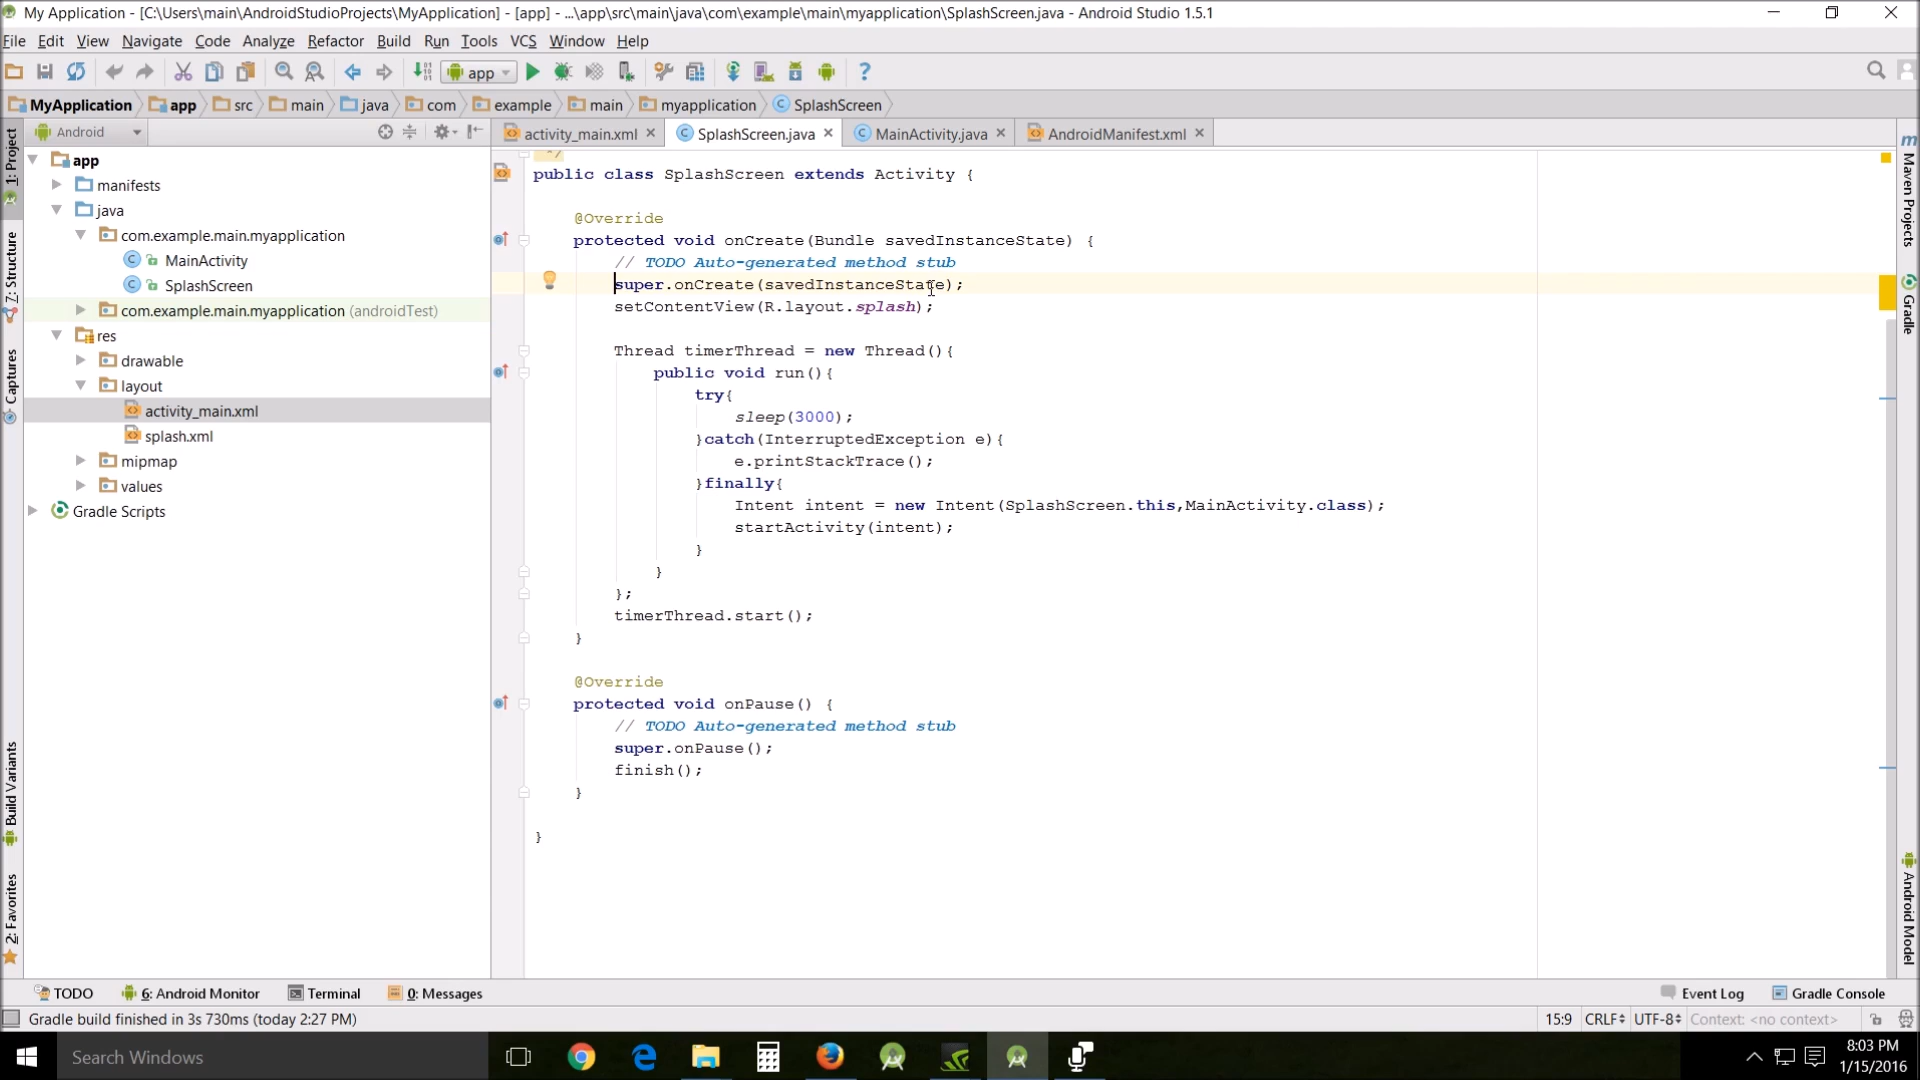 My Application - [C:\Users\main\AndroidStudioProjects\MyApplication] - [app] - ...\app\src\main\java\com\example\main\myapplication\SplashScreen.java - Android Studio 1.5.1
File Edit View Navigate Code Analyze Refactor Build Run Tools VCS Window Help
app
MyApplication app src main java com example main myapplication SplashScreen
Android
activity_main.xml SplashScreen.java MainActivity.java AndroidManifest.xml
1: Project
7: Structure
Captures
Build Variants
2: Favorites
app
manifests
java
com.example.main.myapplication
MainActivity
SplashScreen
com.example.main.myapplication (androidTest)
res
drawable
layout
activity_main.xml
splash.xml
mipmap
values
Gradle Scripts
*/
public class SplashScreen extends Activity {
@Override
protected void onCreate(Bundle savedInstanceState) {
// TODO Auto-generated method stub
super.onCreate(savedInstanceState);
setContentView(R.layout.splash);
Thread timerThread = new Thread(){
public void run(){
try{
sleep(3000);
}catch(InterruptedException e){
e.printStackTrace();
}finally{
Intent intent = new Intent(SplashScreen.this,MainActivity.class);
startActivity(intent);
}
}
};
timerThread.start();
}
@Override
protected void onPause() {
// TODO Auto-generated method stub
super.onPause();
finish();
}
}
m Maven Projects
Gradle
Android Model
TODO 6: Android Monitor Terminal 0: Messages Event Log Gradle Console
Gradle build finished in 3s 730ms (today 2:27 PM) 15:9 CRLF UTF-8 Context: <no context>
Search Windows
8:03 PM
1/15/2016